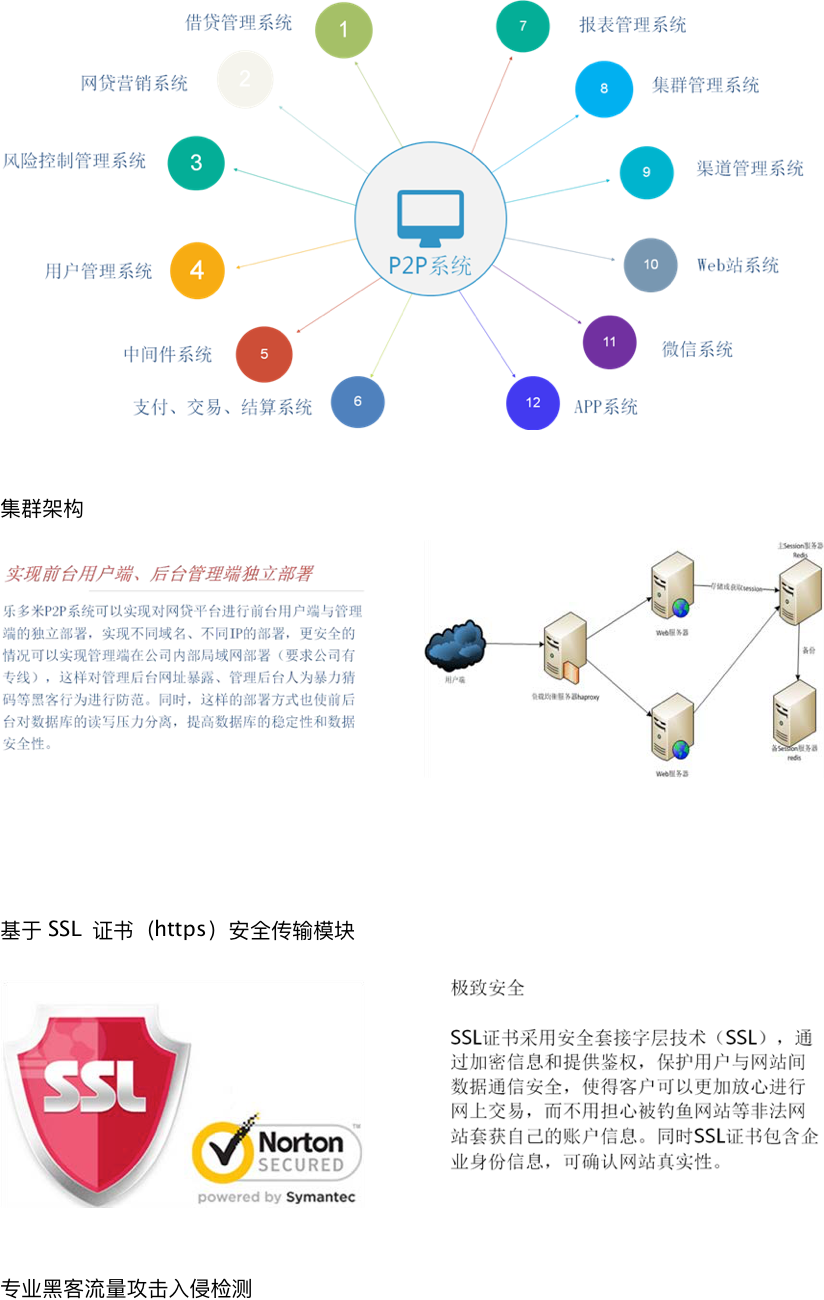 借贷管理系统
1
网贷营销系统
2
风险控制管理系统
3
用户管理系统
4
中间件系统
5
支付、交易、结算系统
6
P2P系统
7
报表管理系统
8
集群管理系统
9
渠道管理系统
10
Web站系统
11
微信系统
12
APP系统
集群架构
实现前台用户端、后台管理端独立部署
乐多米P2P系统可以实现对网贷平台进行前台用户端与管理
端的独立部署，实现不同域名、不同IP的部署，更安全的
情况可以实现管理端在公司内部局域网部署（要求公司有
专线），这样对管理后台网址暴露、管理后台人为暴力猜
码等黑客行为进行防范。同时，这样的部署方式也使前后
台对数据库的读写压力分离，提高数据库的稳定性和数据
安全性。
用户端
负载均衡服务器haproxy
Web服务器
Web服务器
存储或获取session
主Session服务器
Redis
备份
备Session服务器
redis
基于 SSL 证书（https）安全传输模块
SSL
Norton
SECURED
TM
powered by Symantec
极致安全
SSL证书采用安全套接字层技术（SSL），通
过加密信息和提供鉴权，保护用户与网站间
数据通信安全，使得客户可以更加放心进行
网上交易，而不用担心被钓鱼网站等非法网
站套获自己的账户信息。同时SSL证书包含企
业身份信息，可确认网站真实性。
专业黑客流量攻击入侵检测